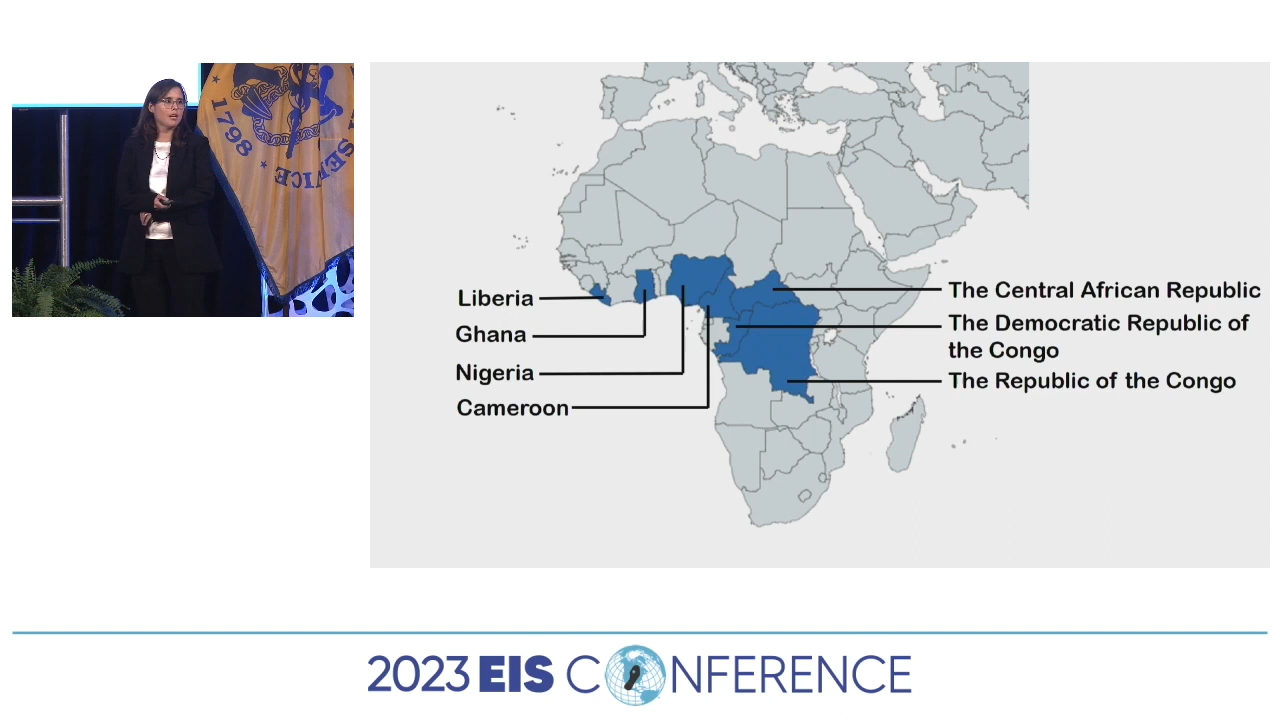 1798
SERVICE
Liberia
Ghana
Nigeria
Cameroon
The Central African Republic
The Democratic Republic of
the Congo
The Republic of the Congo
2023 EIS CONFERENCE